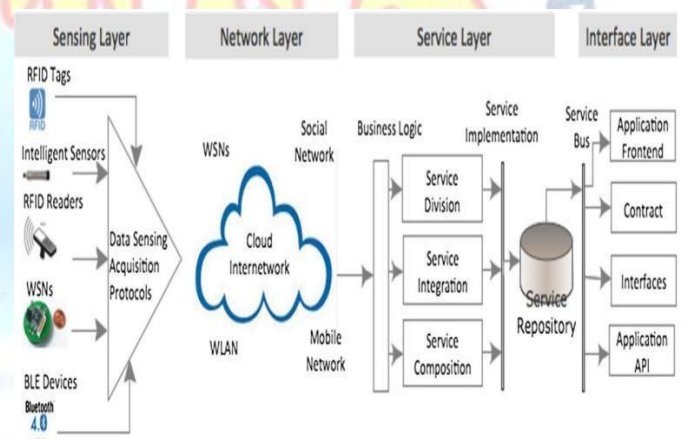 Sensing Layer
Network Layer
Service Layer
Interface Layer
RFID Tags
RFID
Intelligent Sensors
RFID Readers
WSNs
BLE Devices
Bluetooth
4.0
Data Sensing
Acquisition
Protocols
WSNs
Social
Network
Cloud
Internetwork
WLAN
Mobile
Network
Business Logic
Service
Division
Service
Integration
Service
Composition
Service
Implementation
Service
Repository
Service
Bus
Application
Frontend
Contract
Interfaces
Application
API